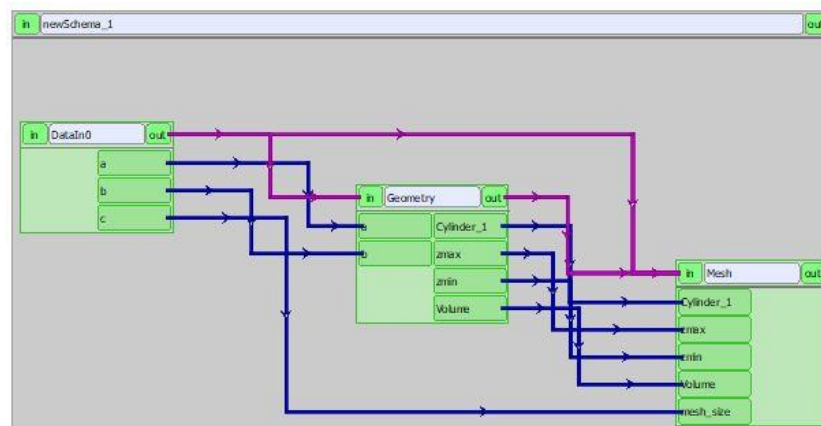 in newSchema_1 out
in DataIn0 out
a
b
c
in Geometry out
a Cylinder_1
b zmax
zmin
Volume
in Mesh out
Cylinder_1
zmax
zmin
Volume
mesh_size